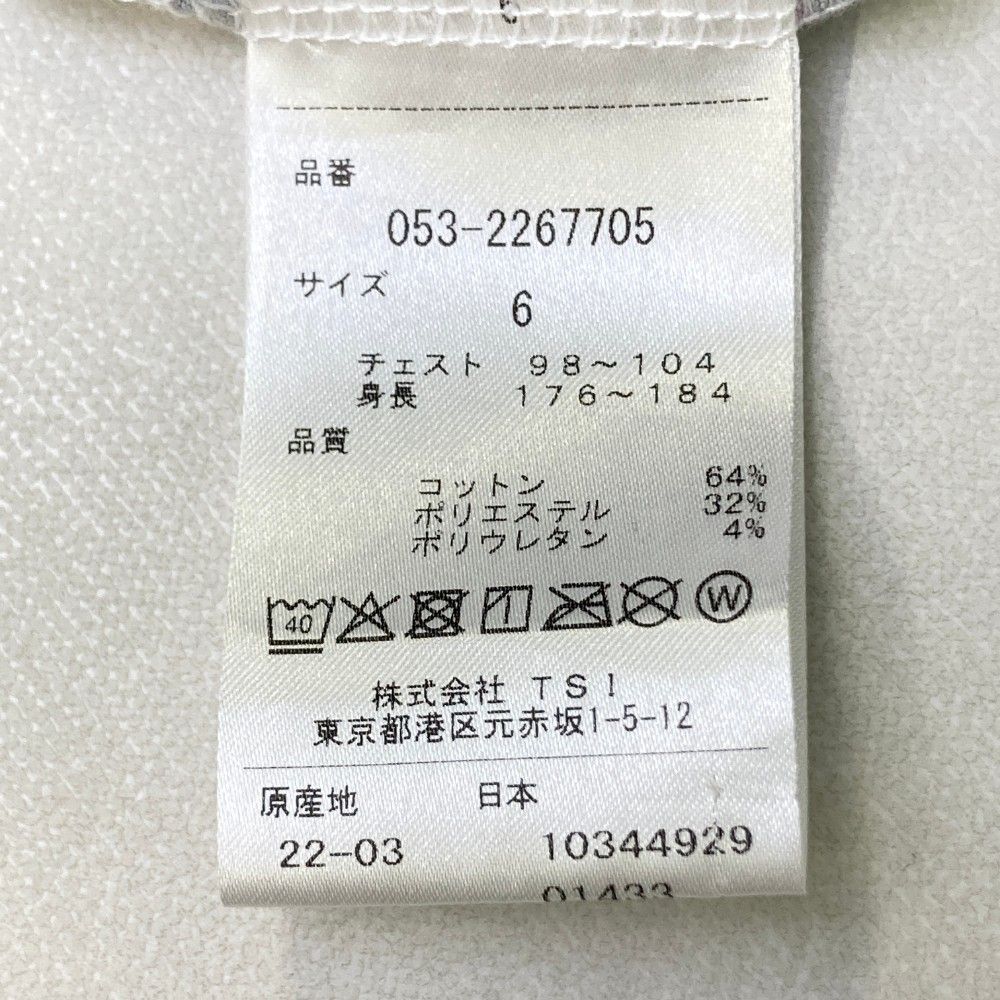 品番
053-2267705
サイズ
6
チェスト 98〜104
身長 176〜184
品質
コットン 64%
ポリエステル 32%
ポリウレタン 4%
40 1 W
株式会社 TSI
東京都港区元赤坂1-5-12
原産地 日本
22-03 10344929
01433